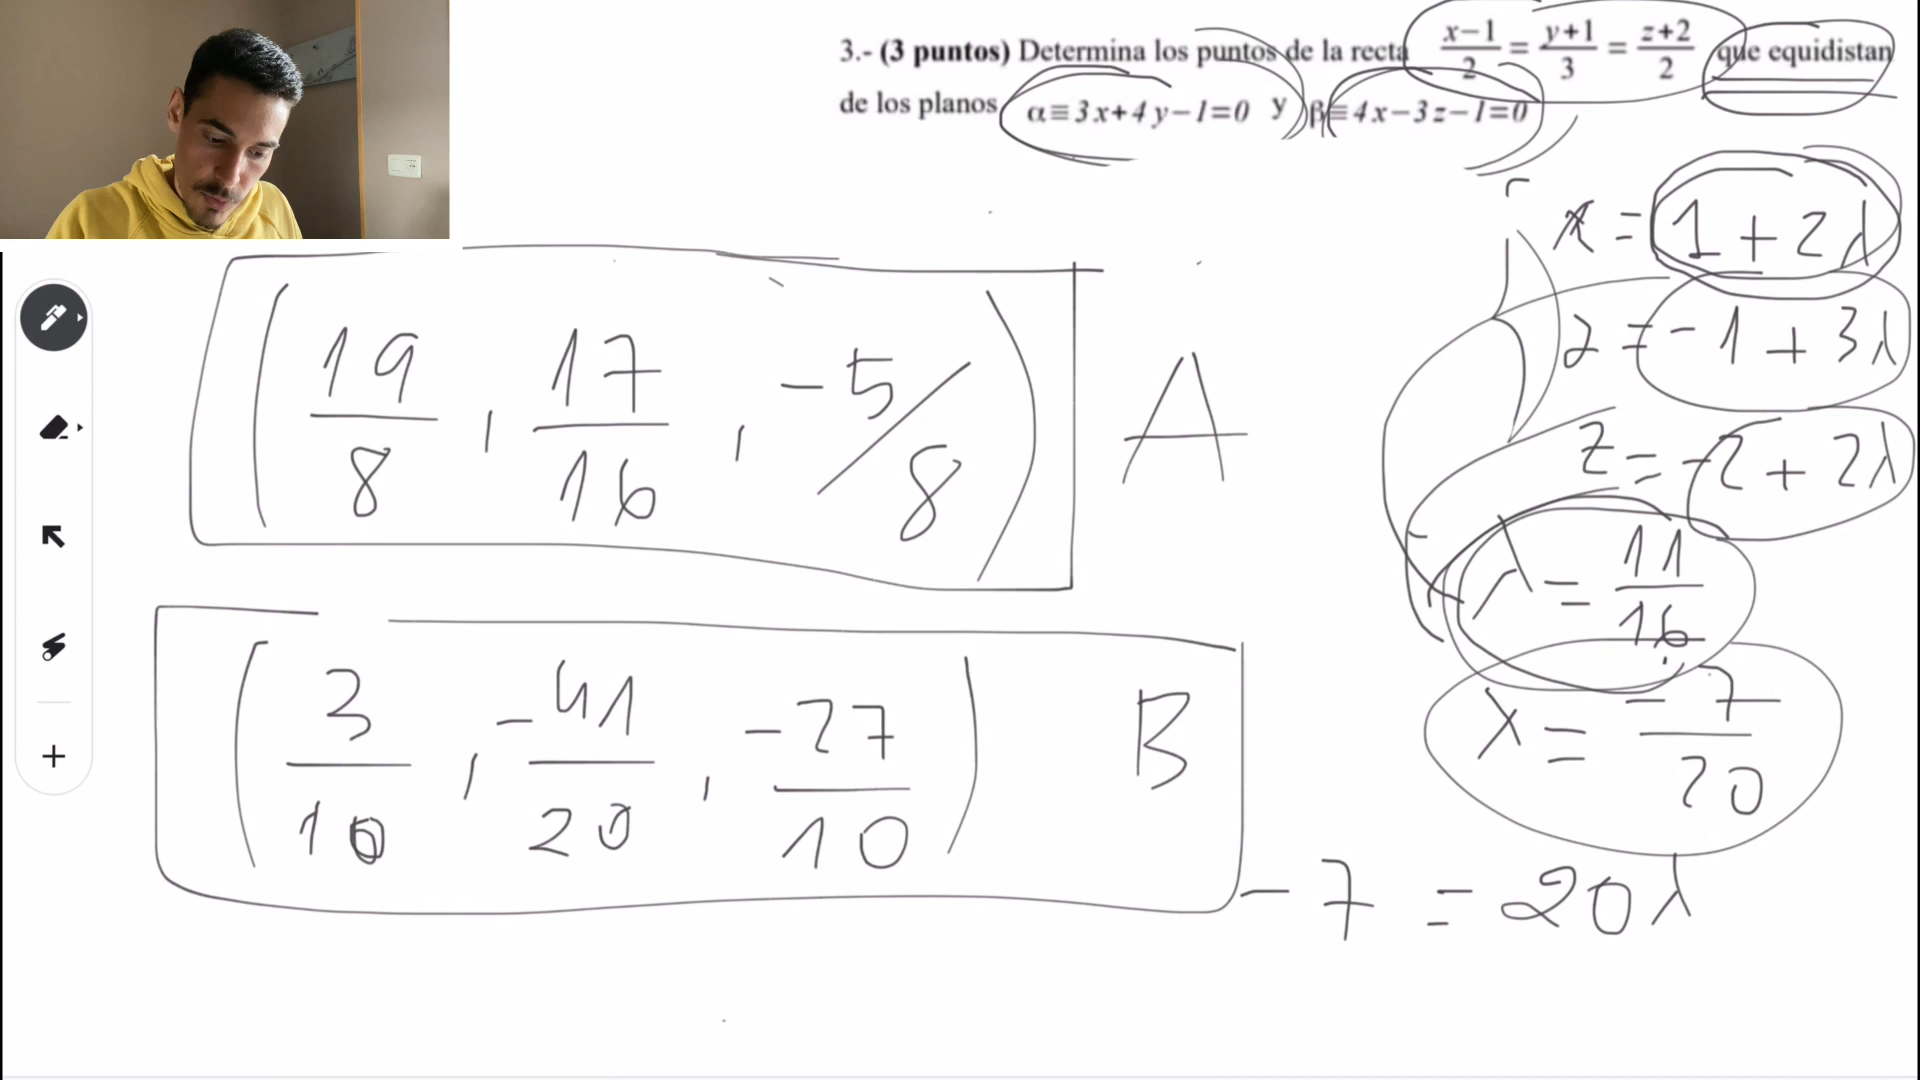 3.- (3 puntos) Determina los puntos de la recta (x-1)/2 = (y+1)/3 = (z+2)/2 que equidistan
de los planos α≡3x+4y-1=0 y β≡4x-3z-1=0
x = 1 + 2λ
2 = -1 + 3λ
z = -2 + 2λ
(19/8, 17/16, -5/8) A
λ = 11/16
(3/10, -41/20, -27/10) B
λ = -7/20
-7 = 20λ